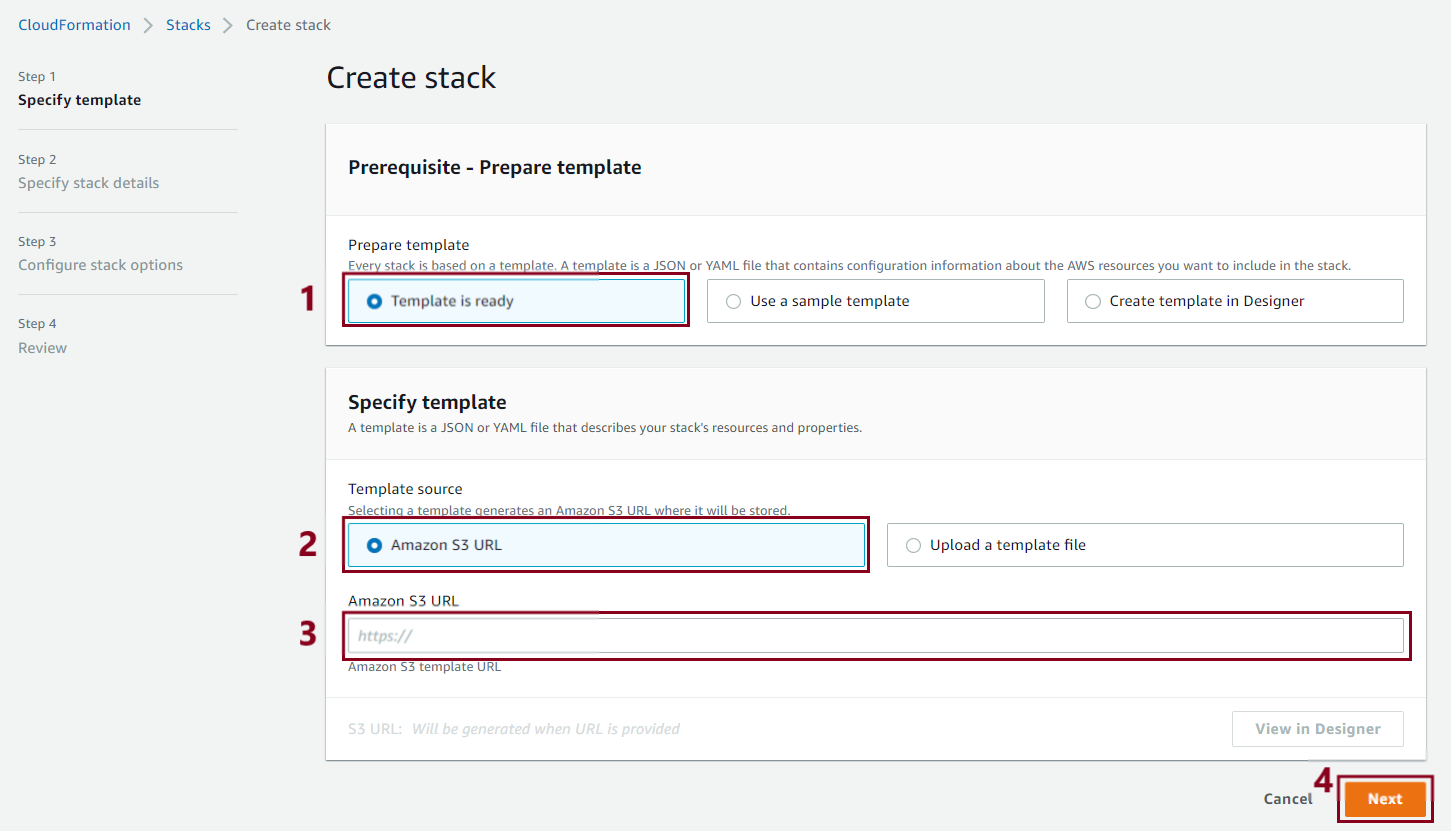 CloudFormation > Stacks > Create stack
Step 1
Specify template
Step 2
Specify stack details
Step 3
Configure stack options
Step 4
Review
Create stack
Prerequisite - Prepare template
Prepare template
Every stack is based on a template. A template is a JSON or YAML file that contains configuration information about the AWS resources you want to include in the stack.
1 Template is ready Use a sample template Create template in Designer
Specify template
A template is a JSON or YAML file that describes your stack's resources and properties.
Template source
Selecting a template generates an Amazon S3 URL where it will be stored.
2 Amazon S3 URL Upload a template file
Amazon S3 URL
3 https://
Amazon S3 template URL
S3 URL: Will be generated when URL is provided View in Designer
Cancel 4 Next